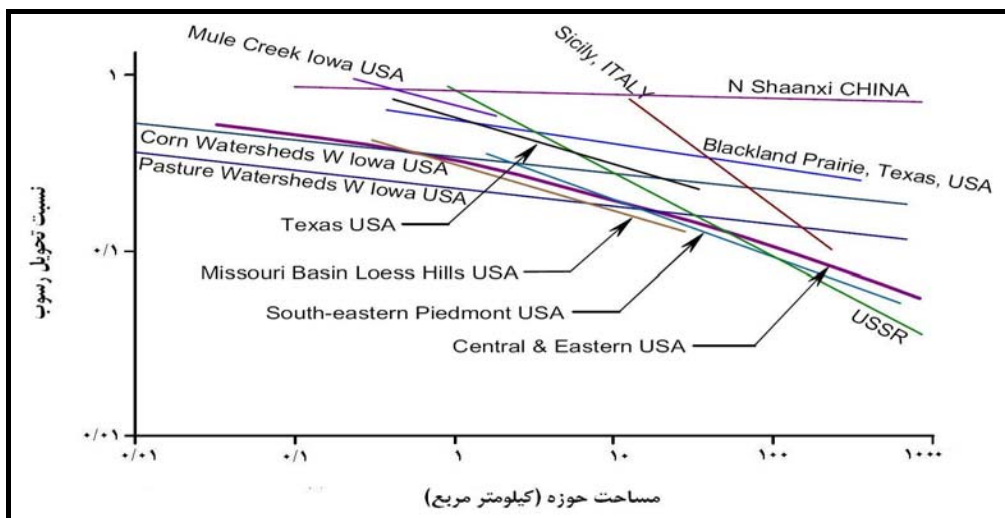 Mule Creek Iowa USA
Sicily, ITALY
N Shaanxi CHINA
Corn Watersheds W Iowa USA
Blackland Prairie, Texas, USA
Pasture Watersheds W Iowa USA
Texas USA
Missouri Basin Loess Hills USA
South-eastern Piedmont USA
USSR
Central & Eastern USA
نسبت تحویل رسوب
۱
۰/۱
۰/۰۱
۰/۰۱
۰/۱
۱
۱۰
۱۰۰
۱۰۰۰
مساحت حوزه (کیلومتر مربع)